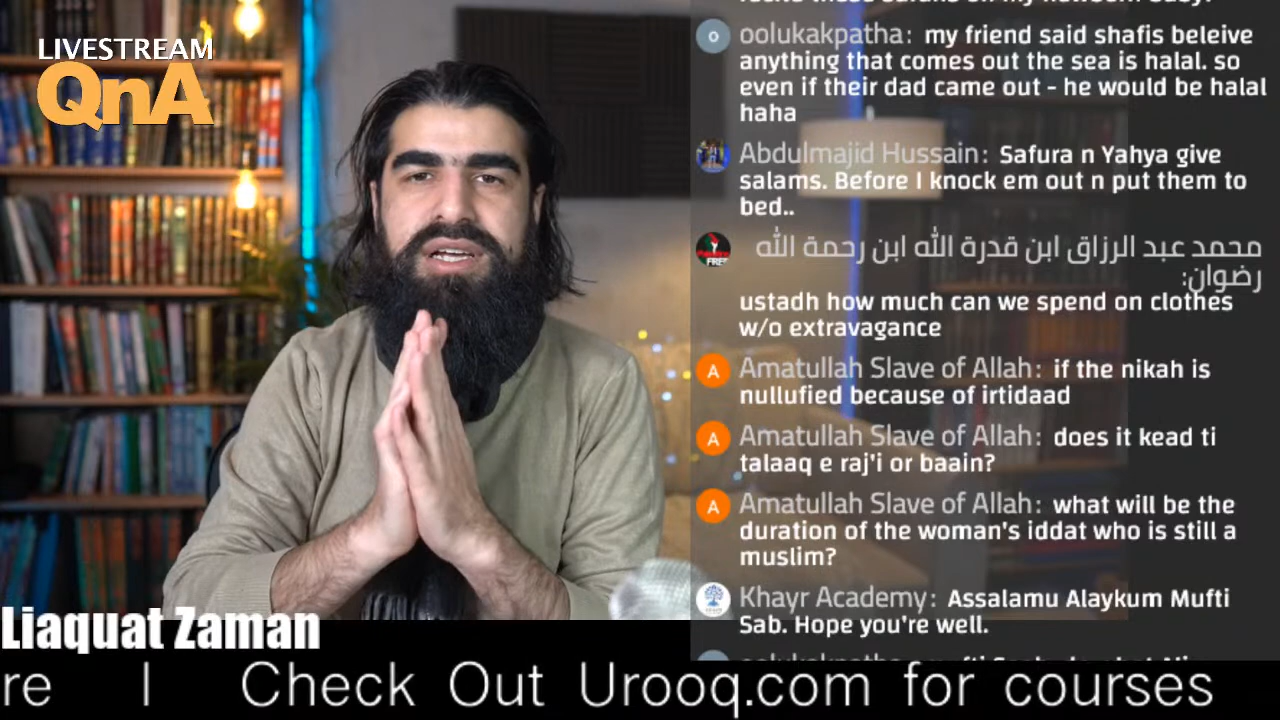 LIVESTREAM
QnA
oolukakpatha: my friend said shafis beleive
anything that comes out the sea is halal. so
even if their dad came out - he would be halal
haha
Abdulmajid Hussain: Safura n Yahya give
salams. Before I knock em out n put them to
bed..
محمد عبد الرزاق ابن قدرة الله ابن رحمة الله
رضوان:
ustadh how much can we spend on clothes
w/o extravagance
A Amatullah Slave of Allah: if the nikah is
nullufied because of irtidaad
A Amatullah Slave of Allah: does it kead ti
talaaq e raj'i or baain?
A Amatullah Slave of Allah: what will be the
duration of the woman's iddat who is still a
muslim?
Khayr Academy: Assalamu Alaykum Mufti
Sab. Hope you're well.
Liaquat Zaman
re | Check Out Urooq.com for courses